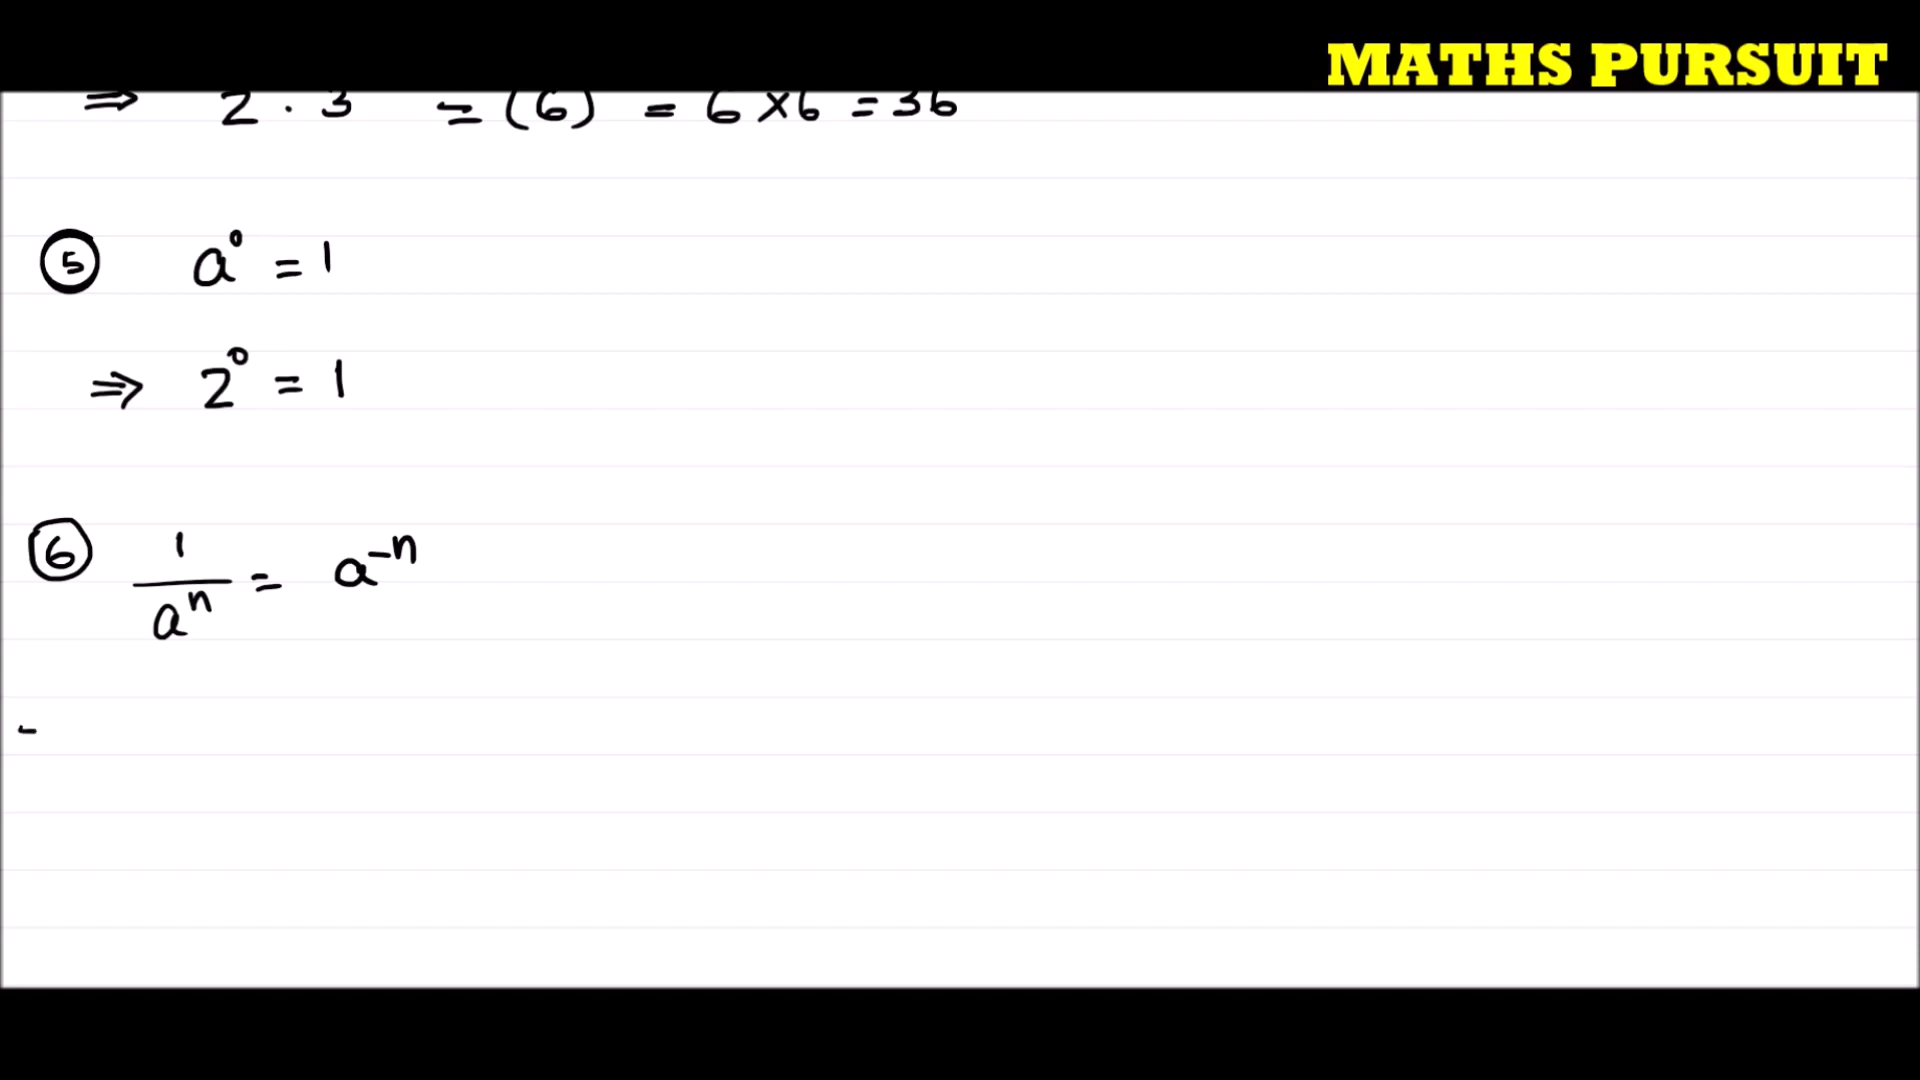 MATHS PURSUIT
⇒ 2 · 3 = (6) = 6 × 6 = 36
5 a⁰ = 1
⇒ 2⁰ = 1
6 1/aⁿ = a⁻ⁿ
-